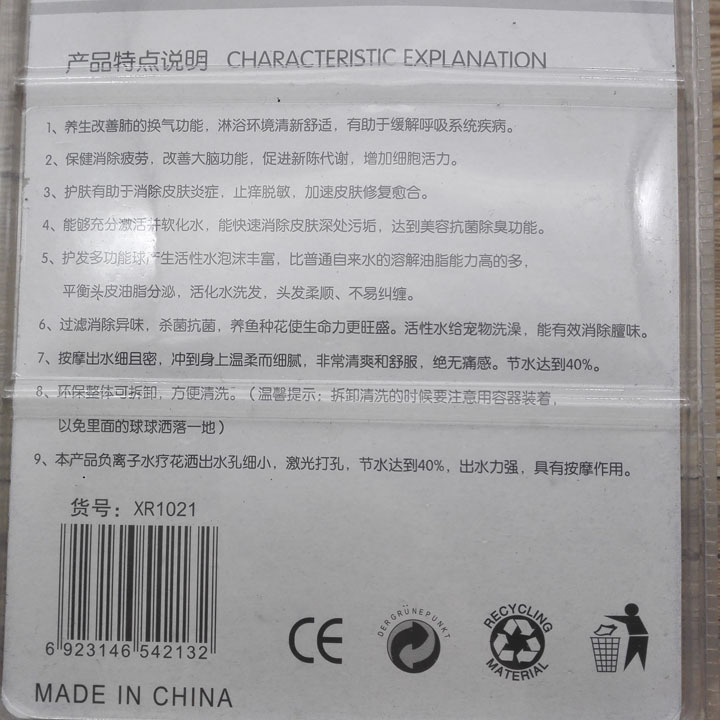 产品特点说明 CHARACTERISTIC EXPLANATION
1、养生改善肺的换气功能，淋浴环境清新舒适，有助于缓解呼吸系统疾病。
2、保健消除疲劳，改善大脑功能，促进新陈代谢，增加细胞活力。
3、护肤有助于消除皮肤炎症，止痒脱敏，加速皮肤修复愈合。
4、能够充分激活并软化水，能快速消除皮肤深处污垢，达到美容抗菌除臭功能。
5、护发多功能球产生活性水泡沫丰富，比普通自来水的溶解油脂能力高的多，
平衡头皮油脂分泌，活化水洗发，头发柔顺、不易纠缠。
6、过滤消除异味，杀菌抗菌，养鱼种花使生命力更旺盛。活性水给宠物洗澡，能有效消除膻味。
7、按摩出水细且密，冲到身上温柔而细腻，非常清爽和舒服，绝无痛感。节水达到40%。
8、环保整体可拆卸，方便清洗。（温馨提示：拆卸清洗的时候要注意用容器装着，
以免里面的球球洒落一地）
9、本产品负离子水疗花洒出水孔细小，激光打孔，节水达到40%，出水力强，具有按摩作用。
货号：XR1021
6 923146 542132
CE
DER GRÜNE PUNKT
RECYCLING
MATERIAL
MADE IN CHINA